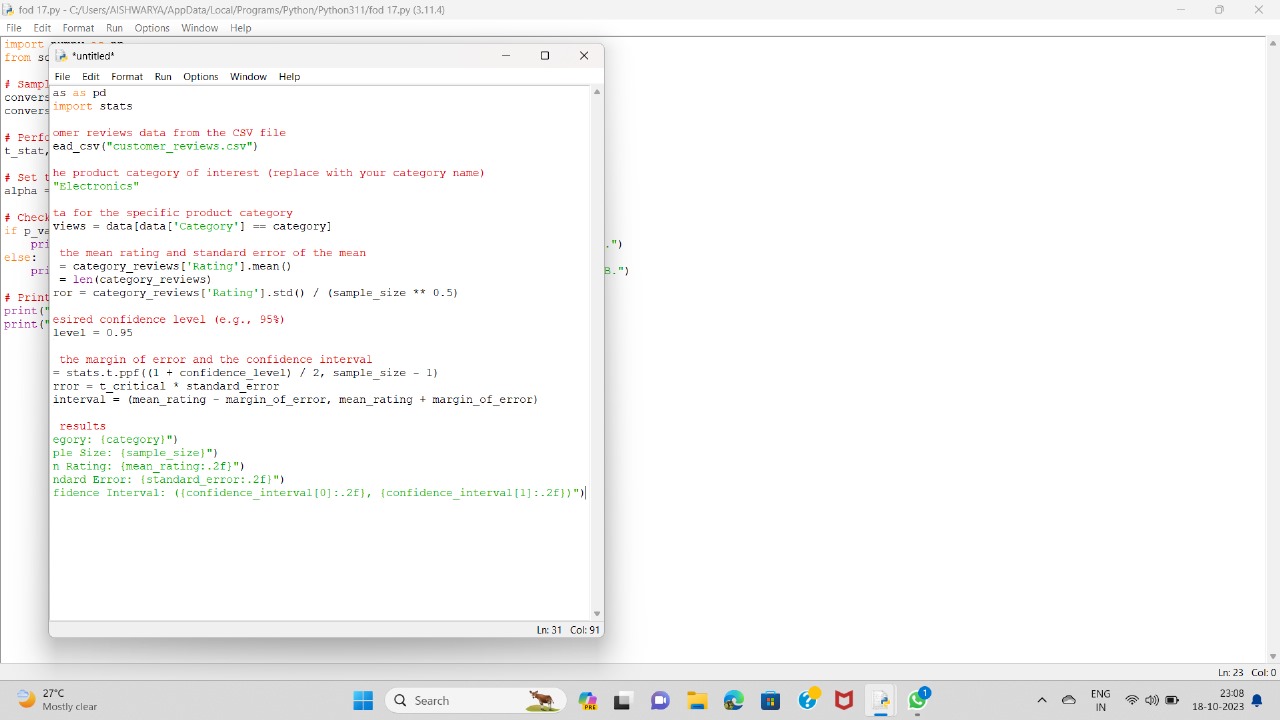 fod 17.py - C:/Users/AISHWARYA/AppData/Local/Programs/Python/Python311/fod 17.py (3.11.4)
File Edit Format Run Options Window Help
import
from
*untitled*
File Edit Format Run Options Window Help
# Sampl
convers
convers
# Perfo
t_stat,
# Set t
alpha =
# Check
if p_va
pri
.")
else:
pri
B.")
# Print
print("
print("
as as pd
import stats
omer reviews data from the CSV file
ead_csv("customer_reviews.csv")
he product category of interest (replace with your category name)
"Electronics"
ta for the specific product category
views = data[data['Category'] == category]
the mean rating and standard error of the mean
= category_reviews['Rating'].mean()
= len(category_reviews)
ror = category_reviews['Rating'].std() / (sample_size ** 0.5)
esired confidence level (e.g., 95%)
level = 0.95
the margin of error and the confidence interval
= stats.t.ppf((1 + confidence_level) / 2, sample_size - 1)
rror = t_critical * standard_error
interval = (mean_rating - margin_of_error, mean_rating + margin_of_error)
results
egory: {category}")
ple Size: {sample_size}")
n Rating: {mean_rating:.2f}")
ndard Error: {standard_error:.2f}")
fidence Interval: ({confidence_interval[0]:.2f}, {confidence_interval[1]:.2f})")
Ln: 31 Col: 91
Ln: 23 Col: 0
27°C
Mostly clear
Search
PRE
1
ENG
IN
23:08
18-10-2023